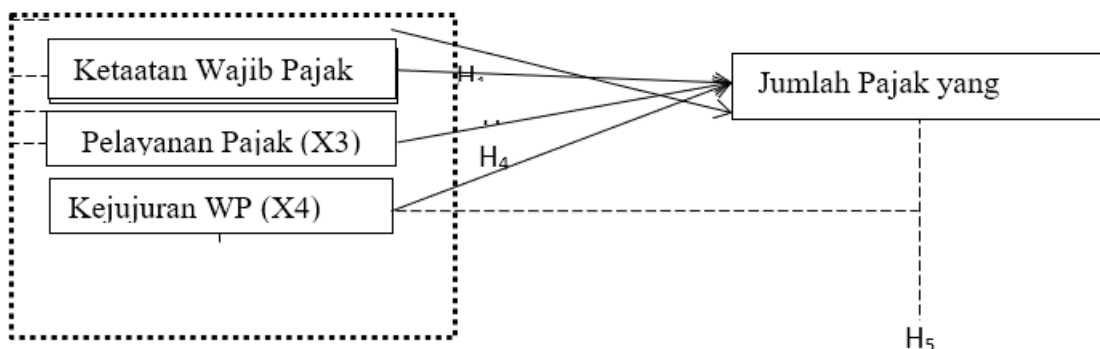 Ketaatan Wajib Pajak
Jumlah Pajak yang
Pelayanan Pajak (X3)
H₄
Kejujuran WP (X4)
H₅